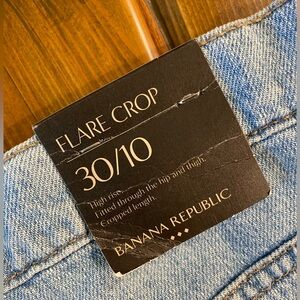 FLARE CROP
30/10
High rise.
Fitted through the hip and thigh.
Cropped length.
BANANA REPUBLIC